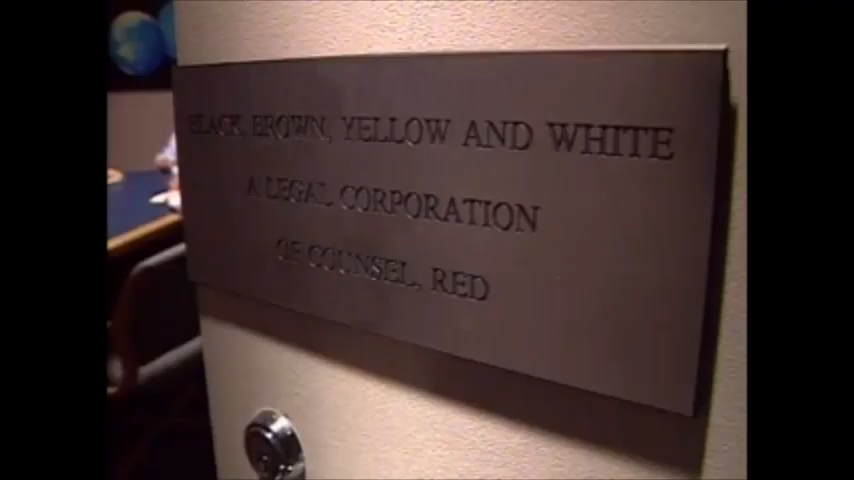 BLACK, BROWN, YELLOW AND WHITE
A LEGAL CORPORATION
OF COUNSEL, RED